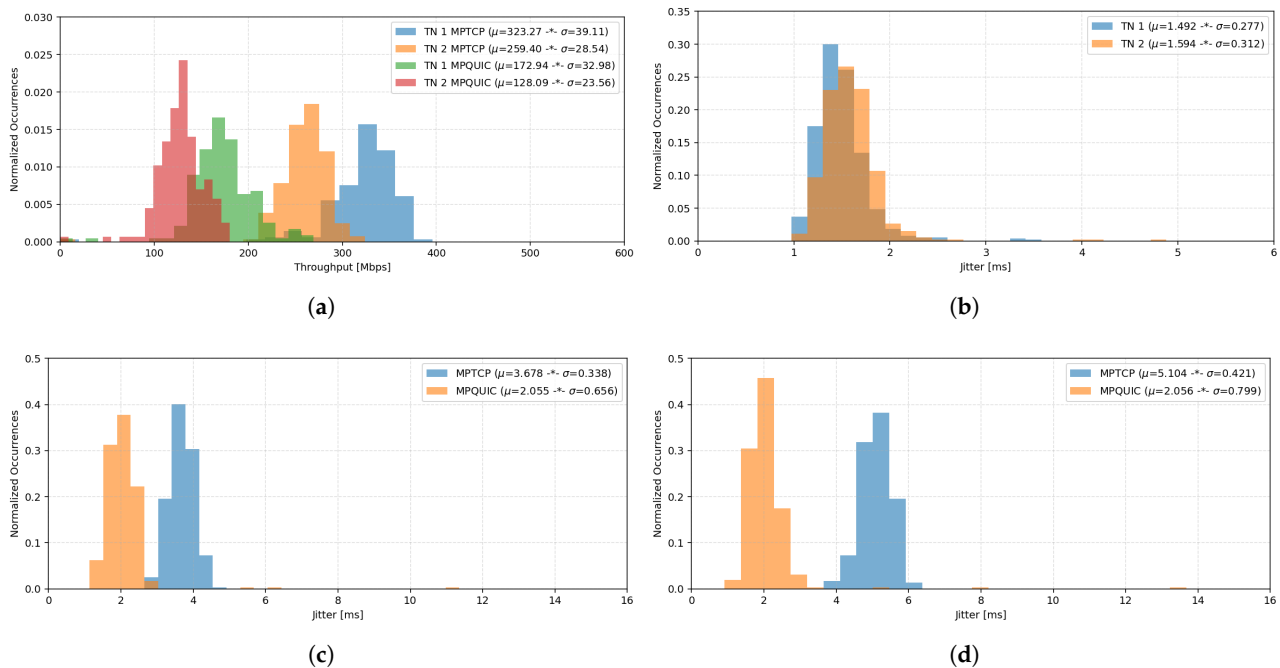 0.030
0.025
0.020
0.015
0.010
0.005
0.000
Normalized Occurrences
TN 1 MPTCP (μ=323.27 -*- σ=39.11)
TN 2 MPTCP (μ=259.40 -*- σ=28.54)
TN 1 MPQUIC (μ=172.94 -*- σ=32.98)
TN 2 MPQUIC (μ=128.09 -*- σ=23.56)
0 100 200 300 400 500 600
Throughput [Mbps]
(a)
0.35
0.30
0.25
0.20
0.15
0.10
0.05
0.00
Normalized Occurrences
TN 1 (μ=1.492 -*- σ=0.277)
TN 2 (μ=1.594 -*- σ=0.312)
0 1 2 3 4 5 6
Jitter [ms]
(b)
0.5
0.4
0.3
0.2
0.1
0.0
Normalized Occurrences
MPTCP (μ=3.678 -*- σ=0.338)
MPQUIC (μ=2.055 -*- σ=0.656)
0 2 4 6 8 10 12 14 16
Jitter [ms]
(c)
0.5
0.4
0.3
0.2
0.1
0.0
Normalized Occurrences
MPTCP (μ=5.104 -*- σ=0.421)
MPQUIC (μ=2.056 -*- σ=0.799)
0 2 4 6 8 10 12 14 16
Jitter [ms]
(d)